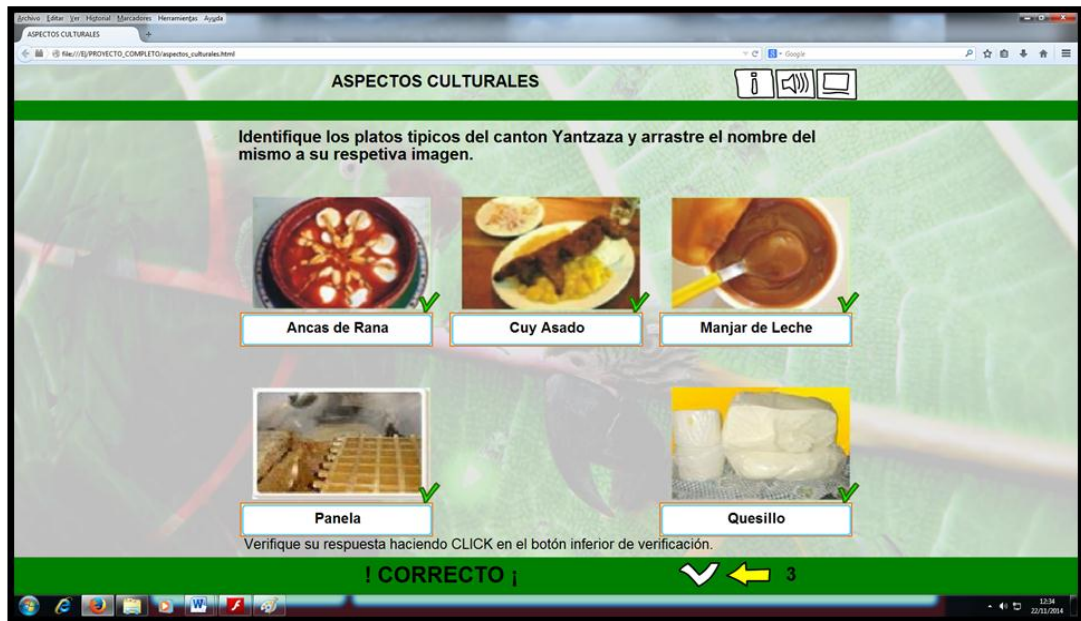 Archivo Editar Ver Historial Marcadores Herramientas Ayuda
ASPECTOS CULTURALES
file:///E|/PROYECTO_COMPLETO/aspectos_culturales.html
Google
ASPECTOS CULTURALES
Identifique los platos tipicos del canton Yantzaza y arrastre el nombre del
mismo a su respetiva imagen.
Ancas de Rana
Cuy Asado
Manjar de Leche
Panela
Quesillo
Verifique su respuesta haciendo CLICK en el botón inferior de verificación.
! CORRECTO ¡
3
12:34
22/11/2014